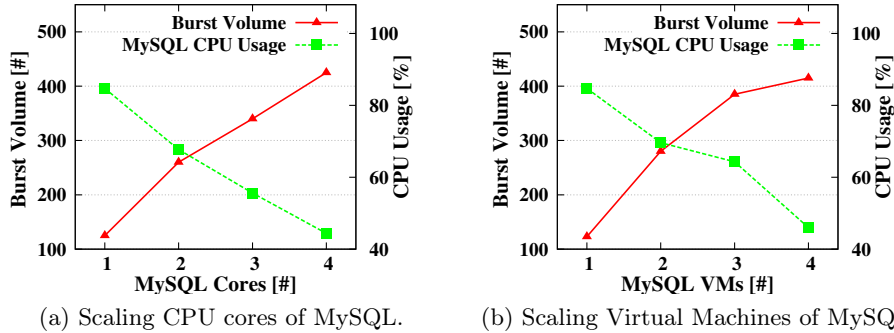 Burst Volume
MySQL CPU Usage
500
400
300
200
100
Burst Volume [#]
100
80
60
40
CPU Usage [%]
1 2 3 4
MySQL Cores [#]
(a) Scaling CPU cores of MySQL.
Burst Volume
MySQL CPU Usage
500
400
300
200
100
Burst Volume [#]
100
80
60
40
CPU Usage [%]
1 2 3 4
MySQL VMs [#]
(b) Scaling Virtual Machines of MySQ